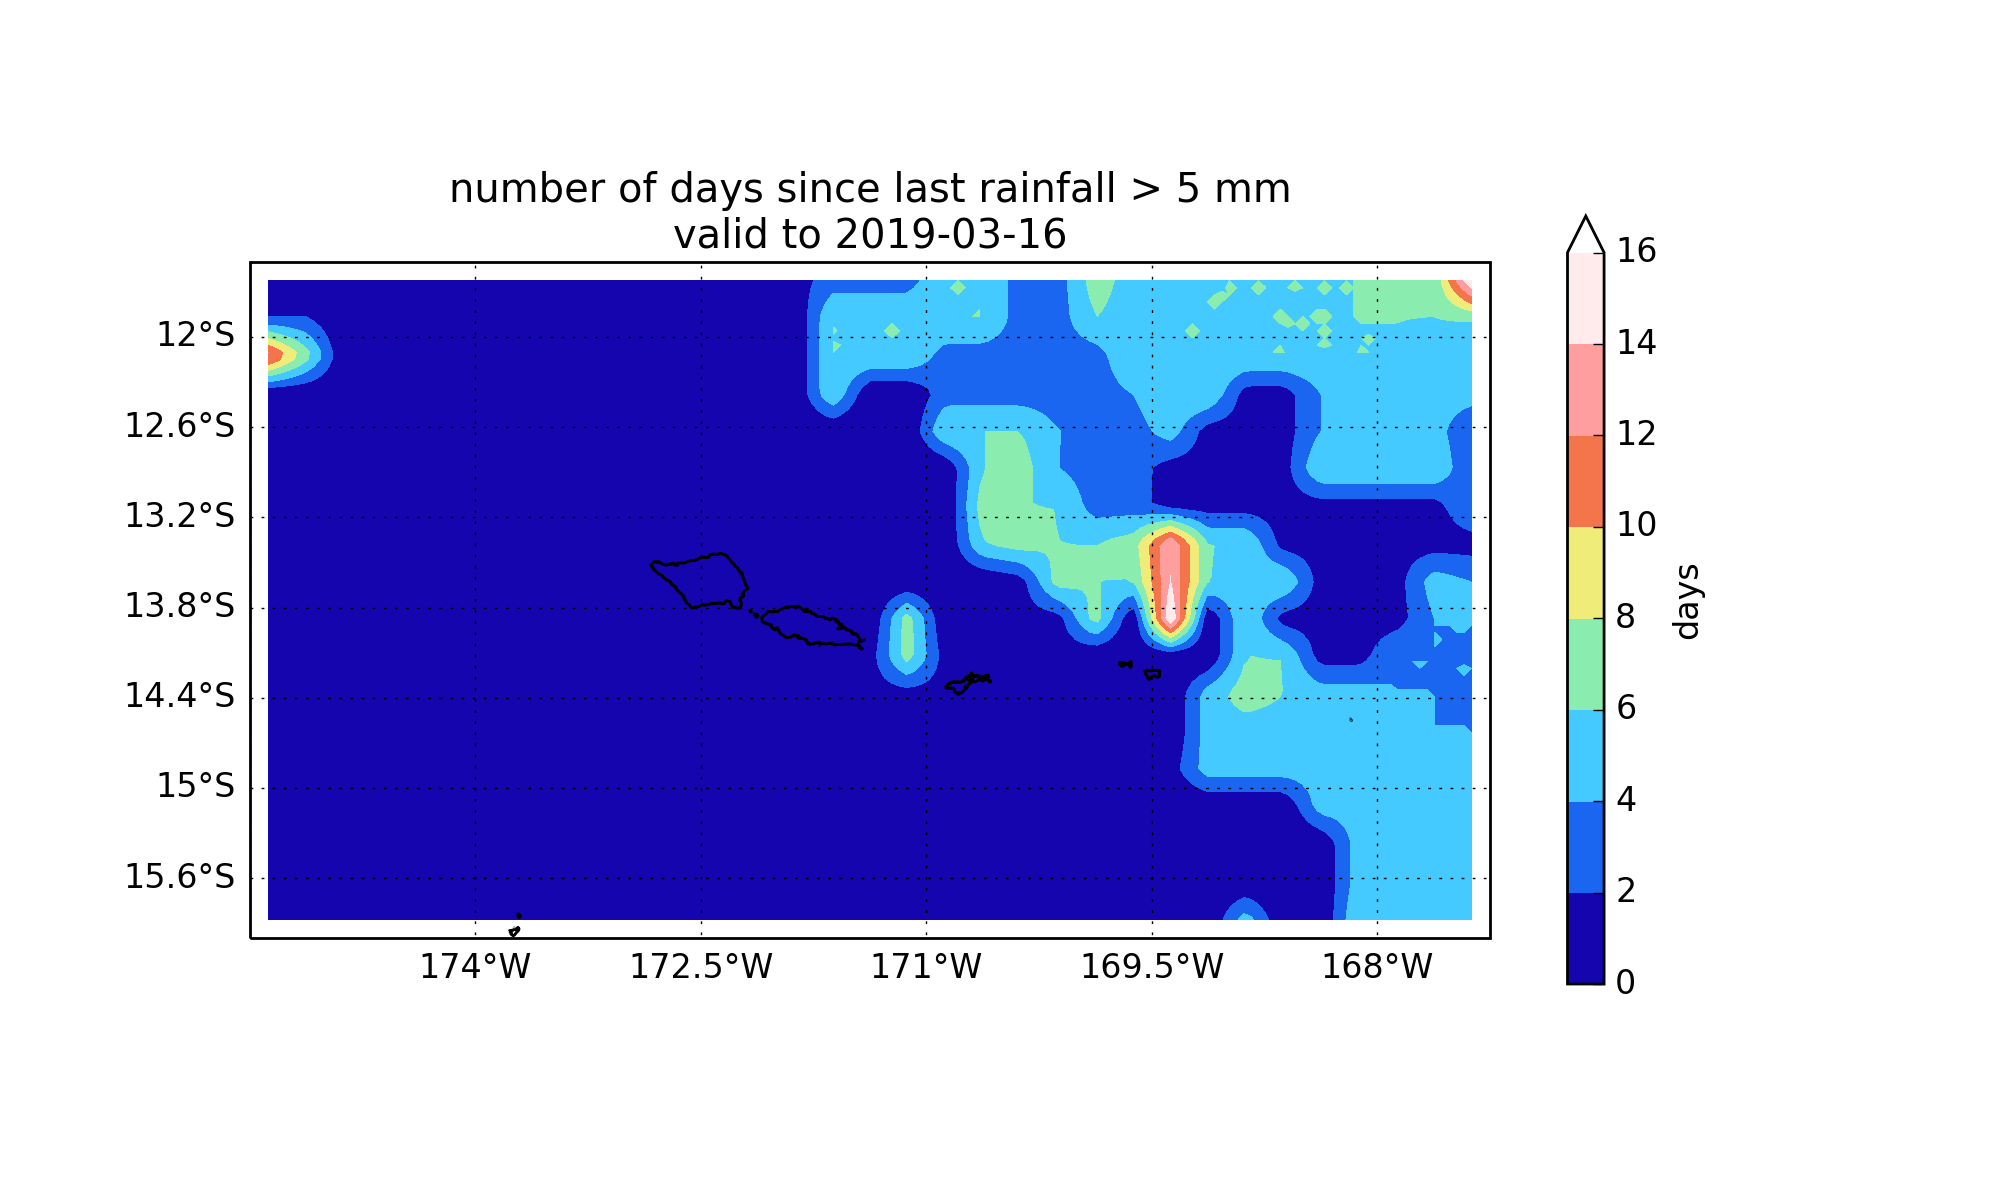 number of days since last rainfall > 5 mm
valid to 2019-03-16
12°S
12.6°S
13.2°S
13.8°S
14.4°S
15°S
15.6°S
174°W
172.5°W
171°W
169.5°W
168°W
16
14
12
10
8
6
4
2
0
days